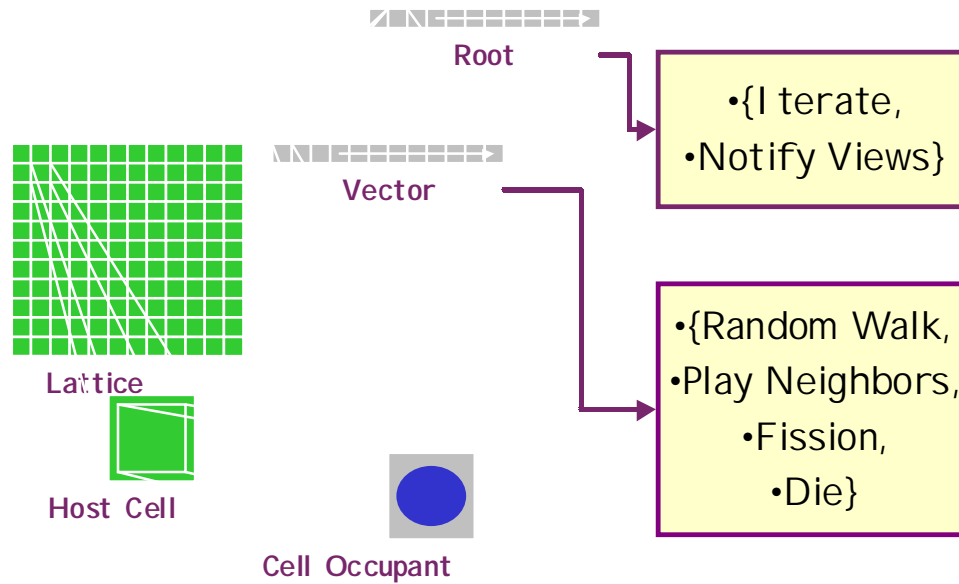 Root
•{I terate,
•Notify Views}
Vector
•{Random Walk,
•Play Neighbors,
•Fission,
•Die}
Lattice
Host Cell
Cell Occupant